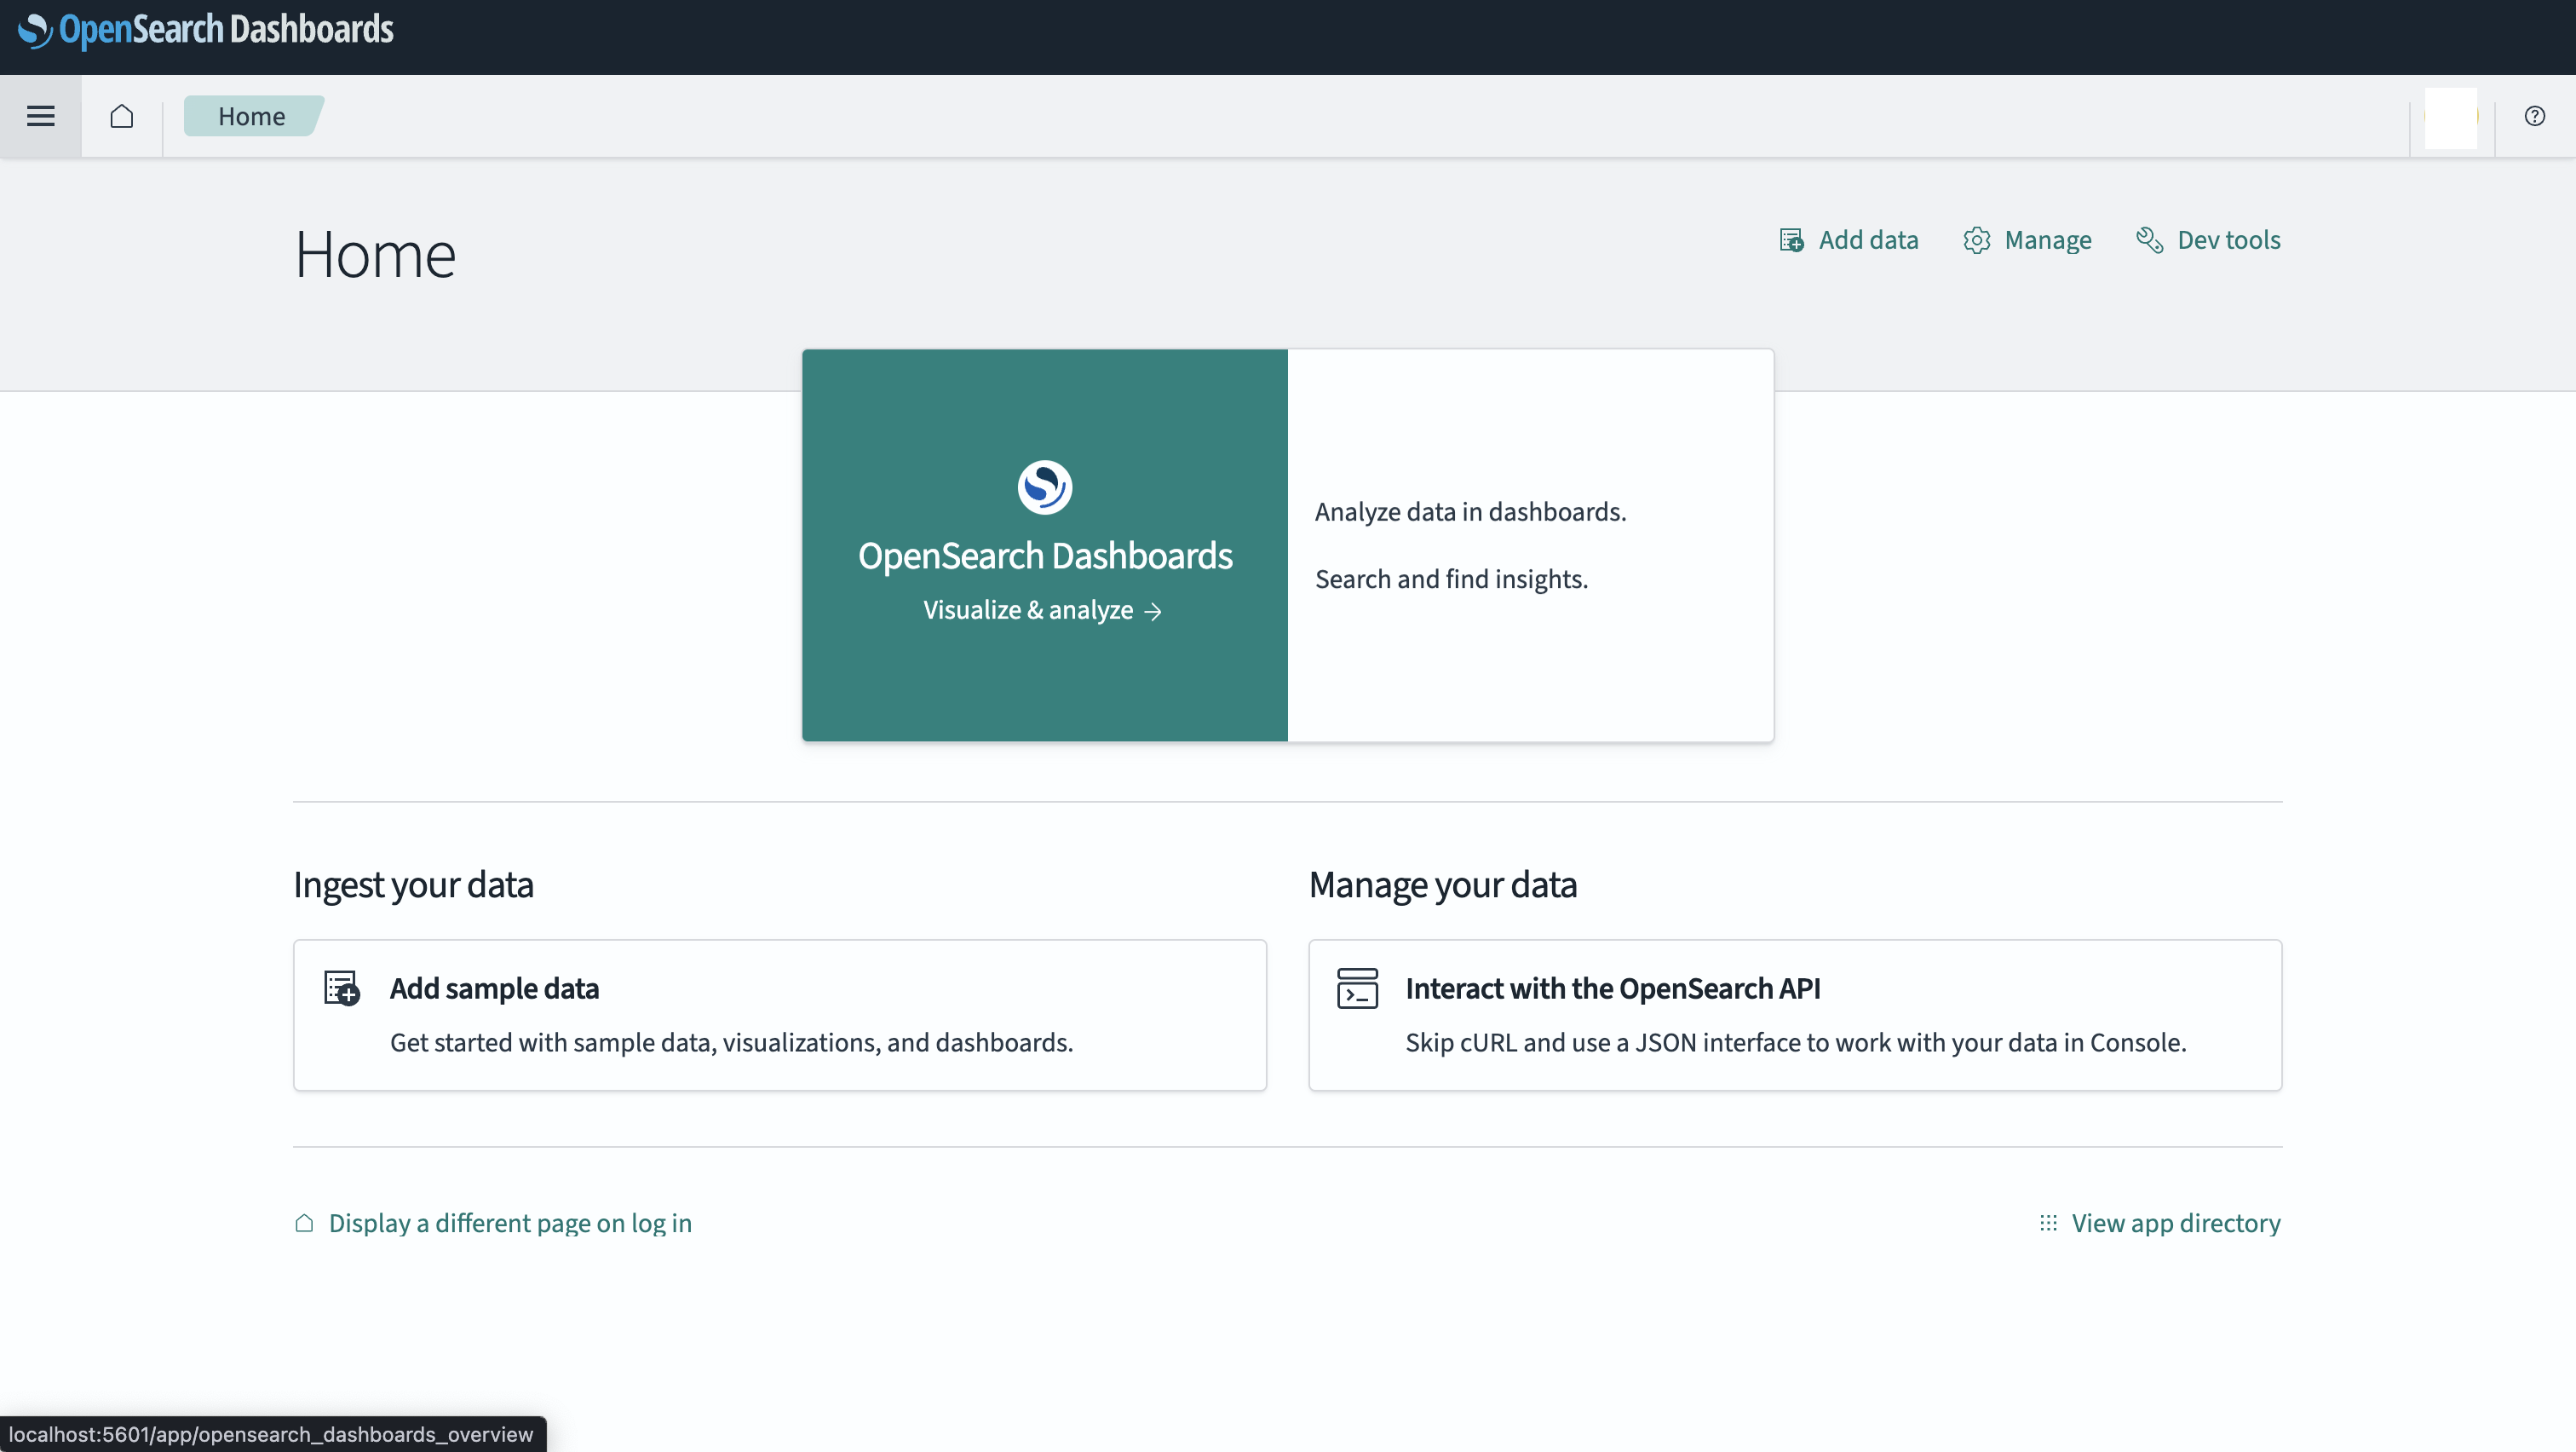 OpenSearch Dashboards
Home
Home
Add data
Manage
Dev tools
OpenSearch Dashboards
Visualize & analyze →
Analyze data in dashboards.
Search and find insights.
Ingest your data
Add sample data
Get started with sample data, visualizations, and dashboards.
Manage your data
Interact with the OpenSearch API
Skip cURL and use a JSON interface to work with your data in Console.
Display a different page on log in
View app directory
localhost:5601/app/opensearch_dashboards_overview